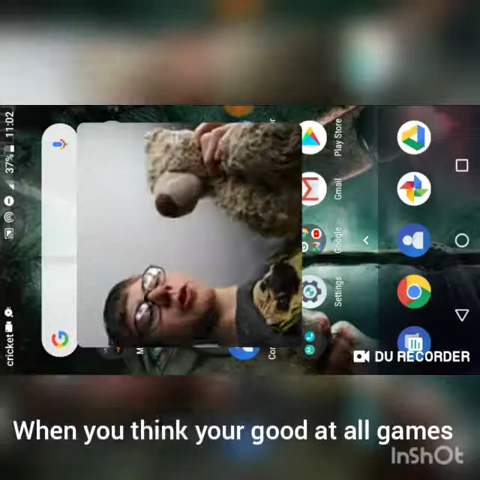 cricket
37%
11:02
Play Store
Gmail
Google
Settings
DU RECORDER
When you think your good at all games
InShOt